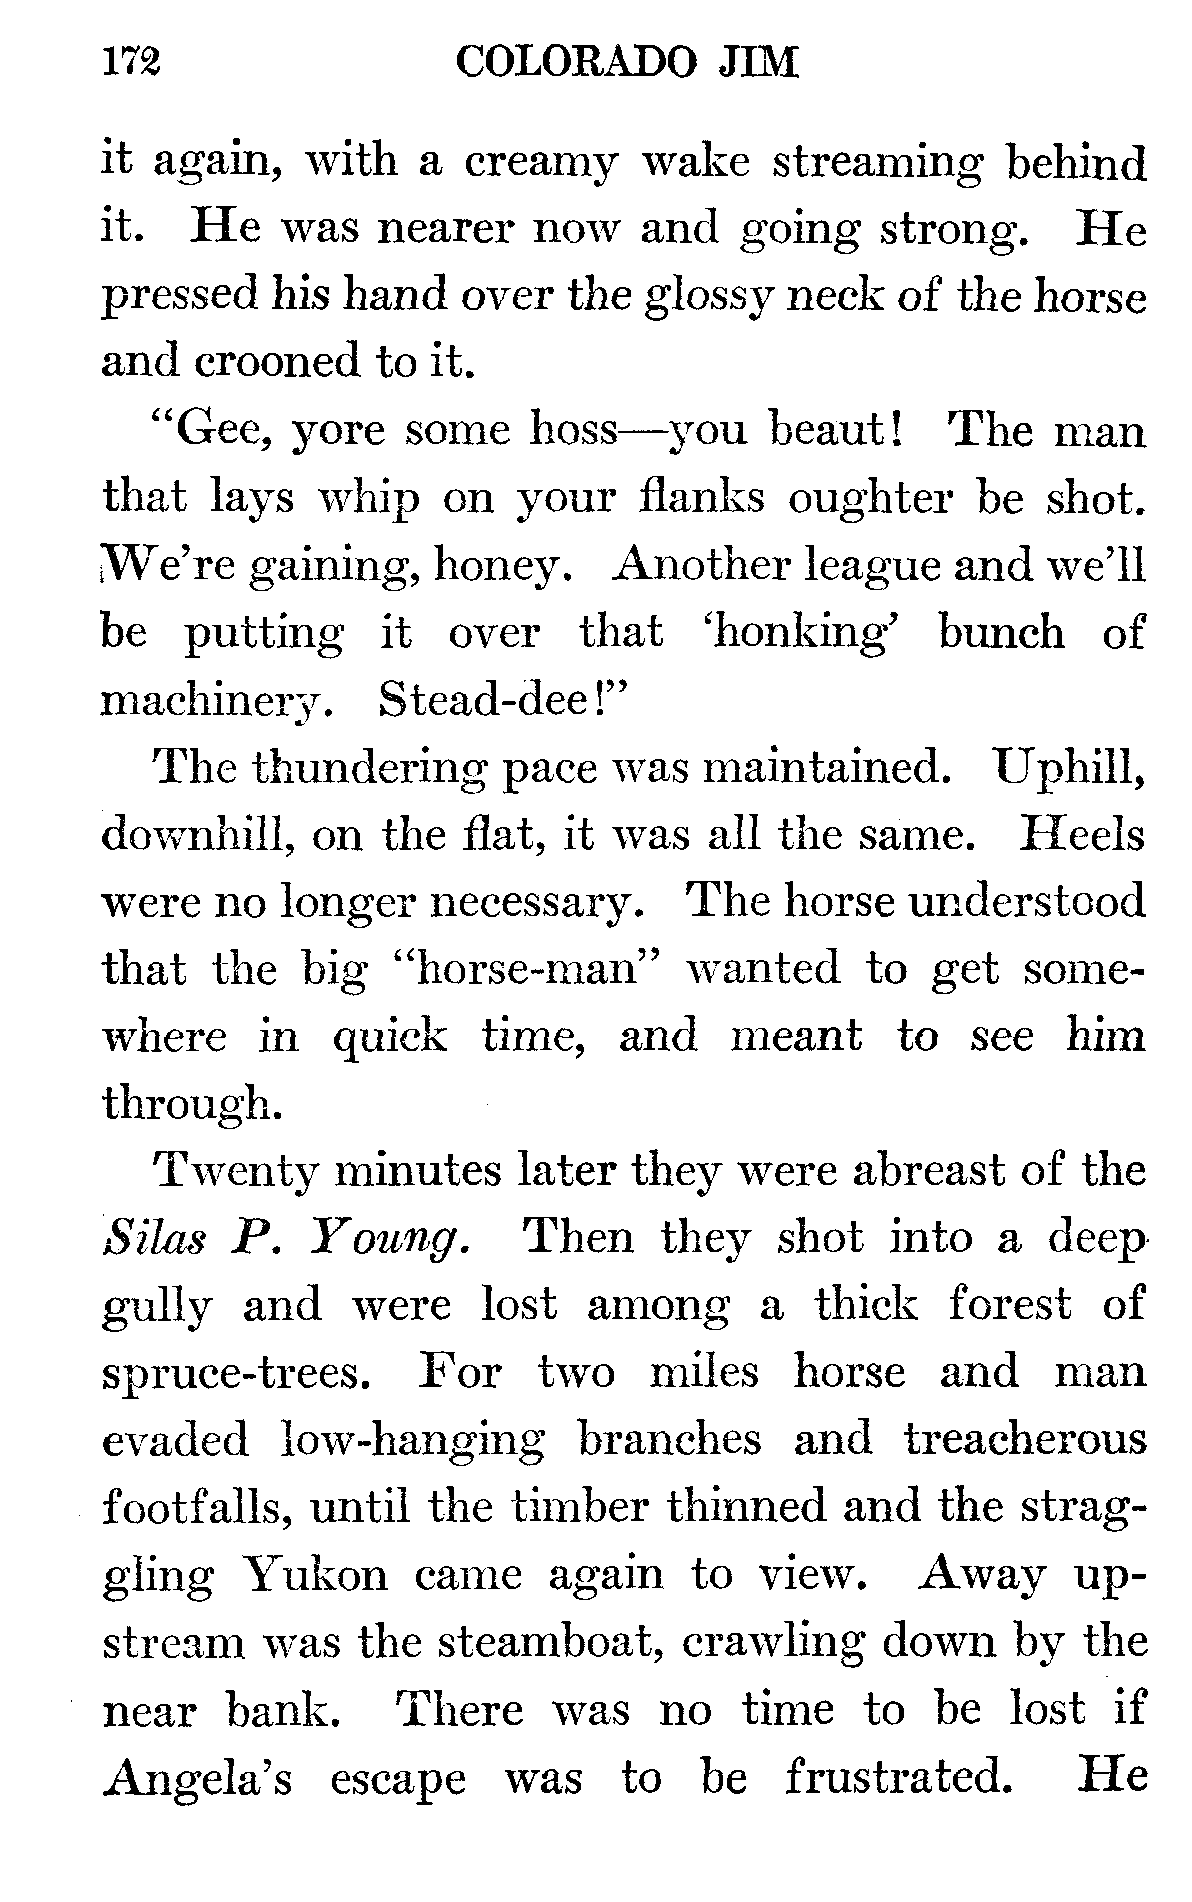 172 COLORADO JIM
it again, with a creamy wake streaming behind
it. He was nearer now and going strong. He
pressed his hand over the glossy neck of the horse
and crooned to it.
“Gee, yore some hoss—you beaut! The man
that lays whip on your flanks oughter be shot.
We’re gaining, honey. Another league and we’ll
be putting it over that ‘honking’ bunch of
machinery. Stead-dee!”
The thundering pace was maintained. Uphill,
downhill, on the flat, it was all the same. Heels
were no longer necessary. The horse understood
that the big “horse-man” wanted to get some-
where in quick time, and meant to see him
through.
Twenty minutes later they were abreast of the
Silas P. Young. Then they shot into a deep
gully and were lost among a thick forest of
spruce-trees. For two miles horse and man
evaded low-hanging branches and treacherous
footfalls, until the timber thinned and the strag-
gling Yukon came again to view. Away up-
stream was the steamboat, crawling down by the
near bank. There was no time to be lost if
Angela’s escape was to be frustrated. He